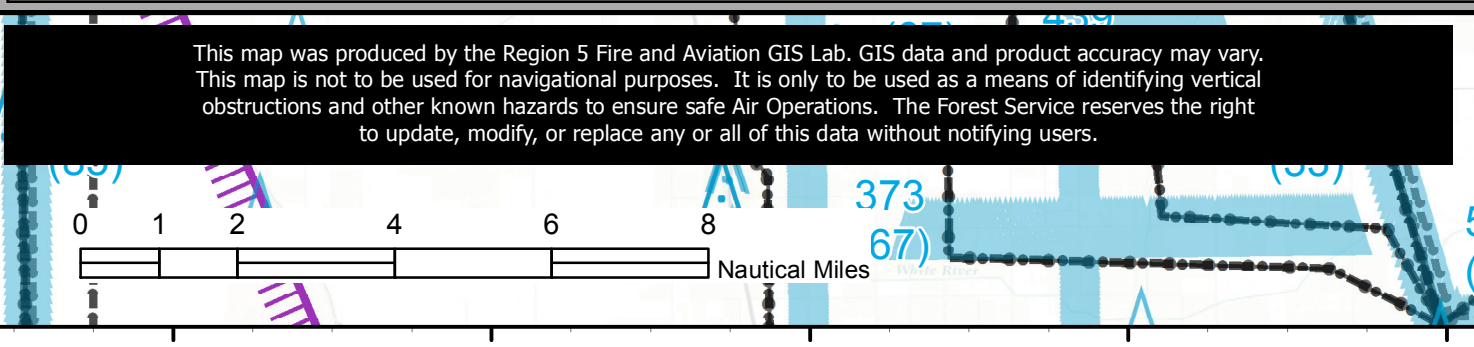 439
This map was produced by the Region 5 Fire and Aviation GIS Lab. GIS data and product accuracy may vary.
This map is not to be used for navigational purposes.  It is only to be used as a means of identifying vertical
obstructions and other known hazards to ensure safe Air Operations.  The Forest Service reserves the right
to update, modify, or replace any or all of this data without notifying users.
0 1 2 4 6 8
Nautical Miles
373
67)
White River